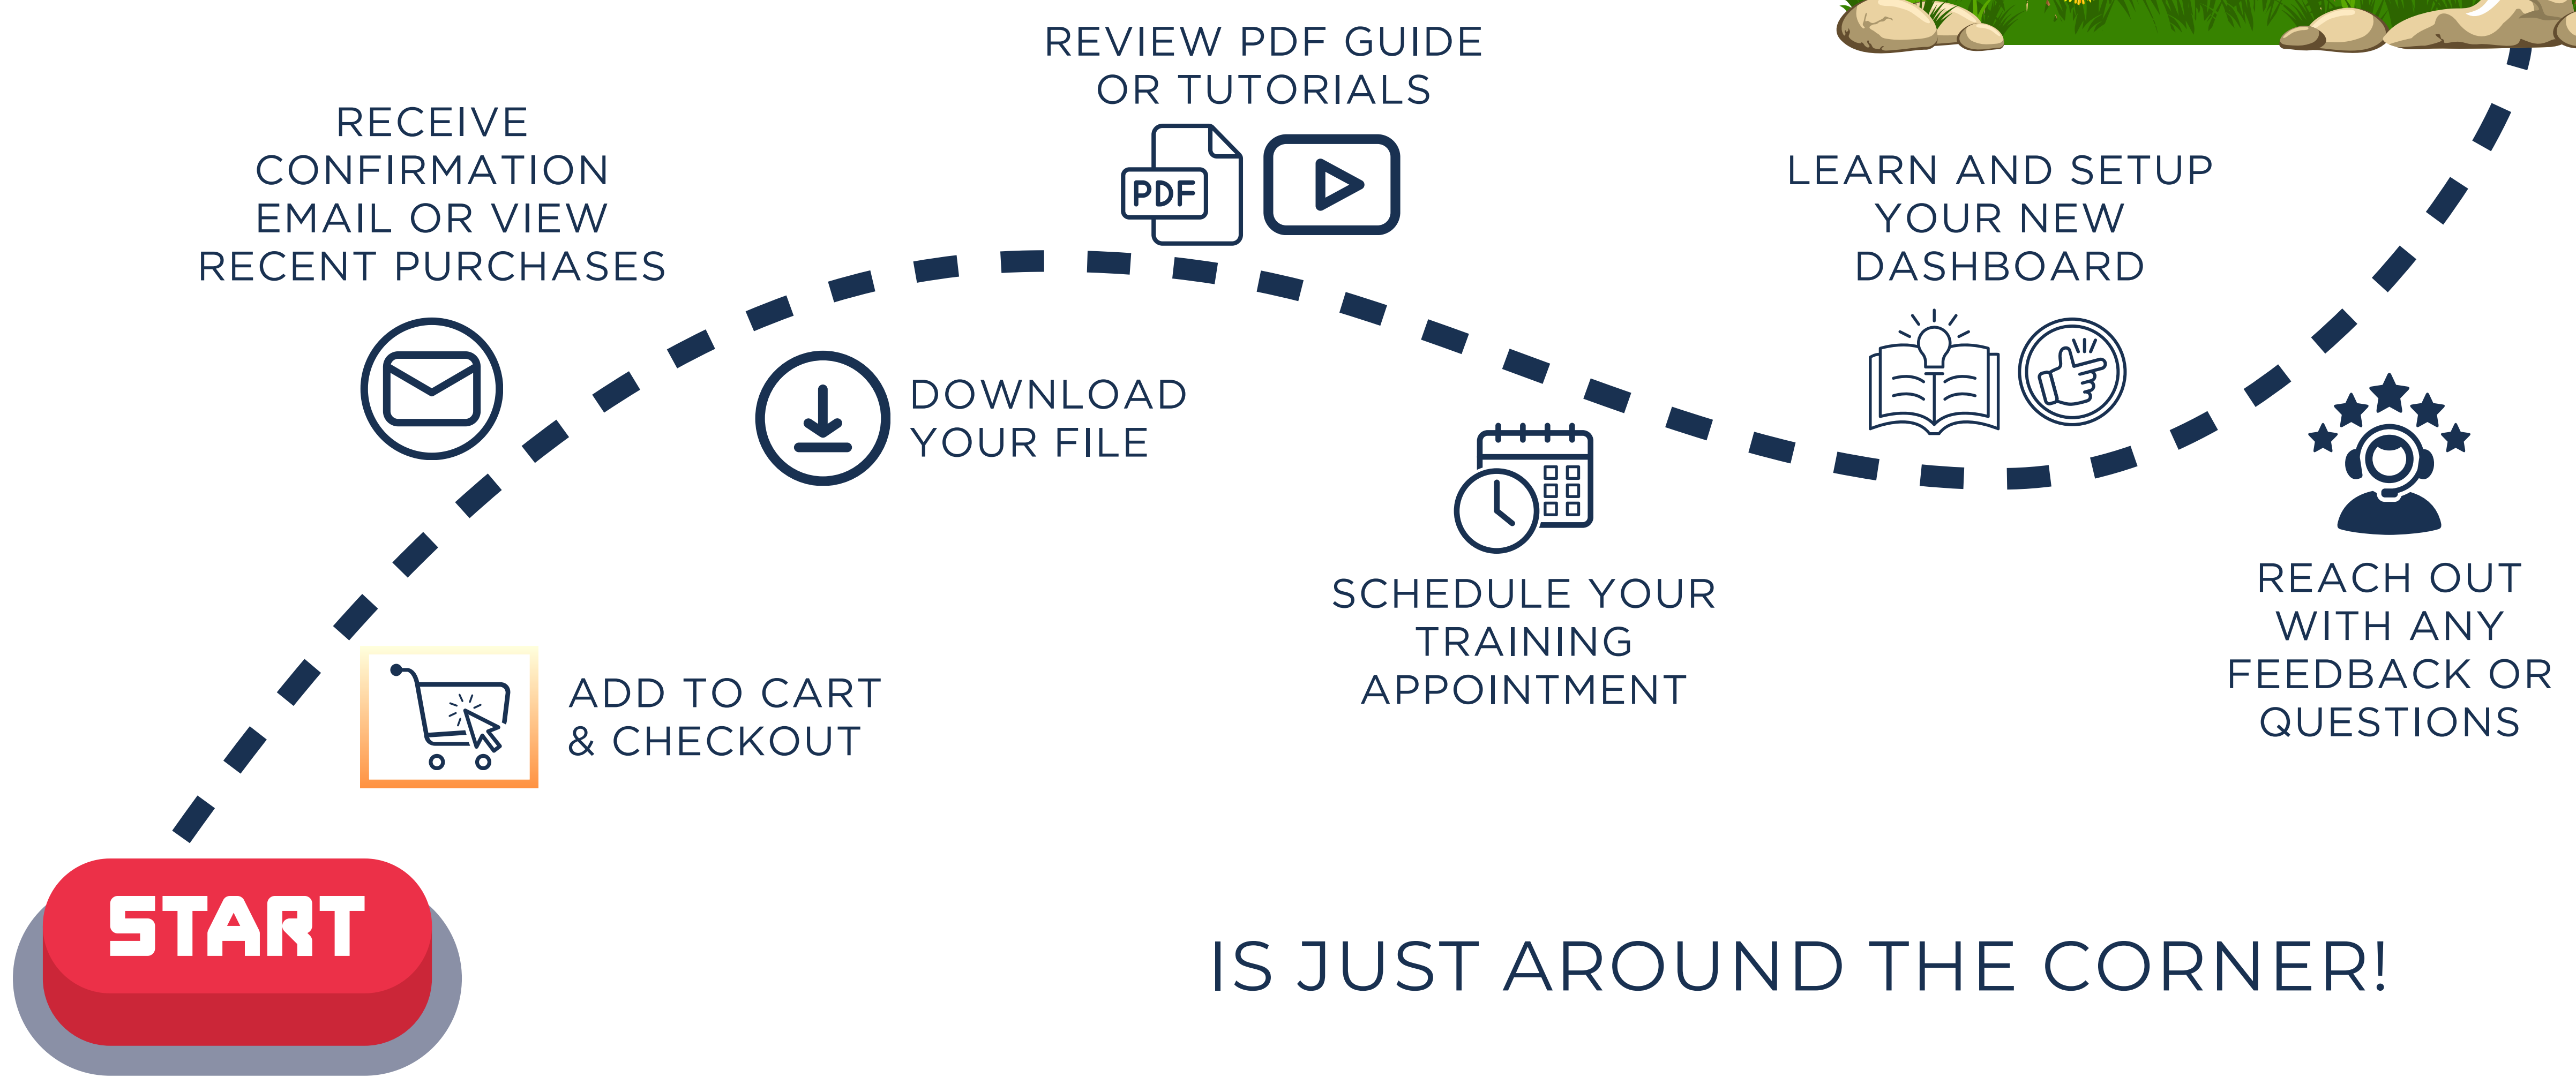 REVIEW PDF GUIDE
OR TUTORIALS
RECEIVE
CONFIRMATION
EMAIL OR VIEW
RECENT PURCHASES
PDF
LEARN AND SETUP
YOUR NEW
DASHBOARD
DOWNLOAD
YOUR FILE
SCHEDULE YOUR
TRAINING
APPOINTMENT
REACH OUT
WITH ANY
FEEDBACK OR
QUESTIONS
ADD TO CART
& CHECKOUT
START
IS JUST AROUND THE CORNER!